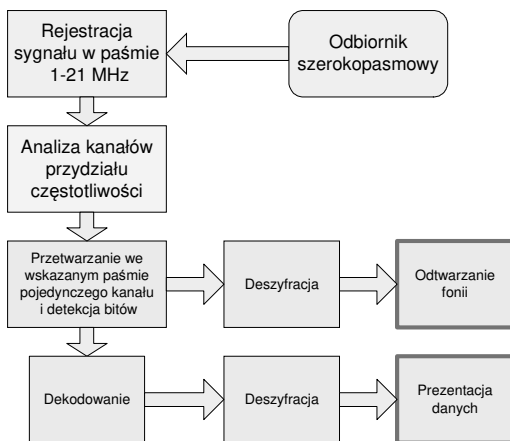 Rejestracja
sygnału w paśmie
1-21 MHz
Odbiornik
szerokopasmowy
Analiza kanałów
przydziału
częstotliwości
Przetwarzanie we
wskazanym paśmie
pojedynczego kanału
i detekcja bitów
Deszyfracja
Odtwarzanie
fonii
Dekodowanie
Deszyfracja
Prezentacja
danych